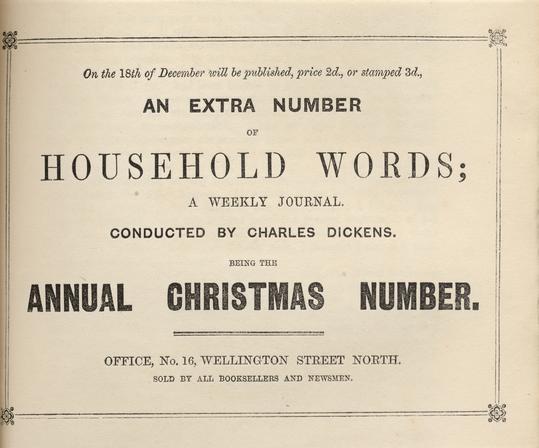 On the 18th of December will be published, price 2d., or stamped 3d.,
AN EXTRA NUMBER
OF
HOUSEHOLD WORDS;
A WEEKLY JOURNAL.
CONDUCTED BY CHARLES DICKENS.
BEING THE
ANNUAL CHRISTMAS NUMBER.
OFFICE, No. 16, WELLINGTON STREET NORTH.
SOLD BY ALL BOOKSELLERS AND NEWSMEN.